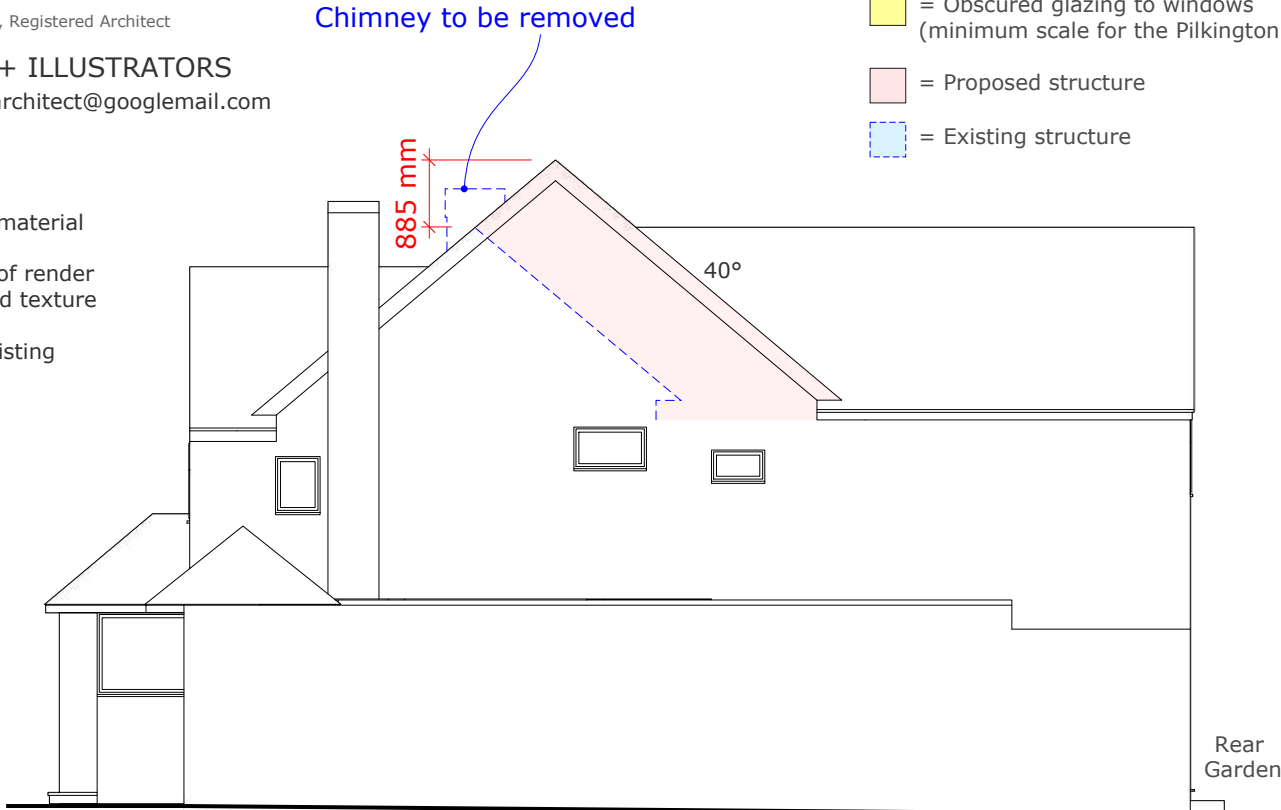 , Registered Architect
+ ILLUSTRATORS
architect@googlemail.com
Chimney to be removed
= Obscured glazing to windows
(minimum scale for the Pilkington
= Proposed structure
= Existing structure
material
of render
d texture
isting
885 mm
40°
Rear
Garden